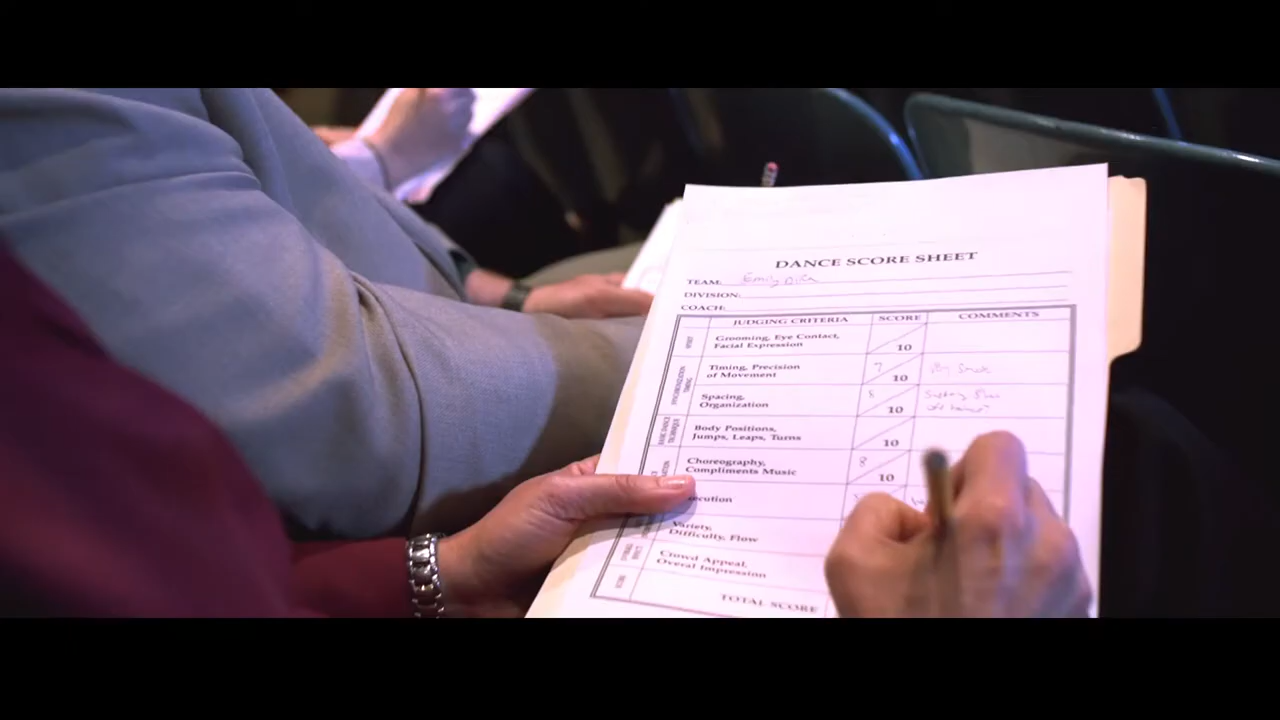 DANCE SCORE SHEET
TEAM: Emily
DIVISION:
COACH:
JUDGING CRITERIA SCORE COMMENTS
Grooming, Eye Contact,
Facial Expression 10
Timing, Precision
of Movement 7 10
Spacing,
Organization 8 10
Body Positions,
Jumps, Leaps, Turns 10
Choreography,
Compliments Music 8 10
Variety,
Difficulty, Flow
Crowd Appeal,
Overal Impression
TOTAL SCORE